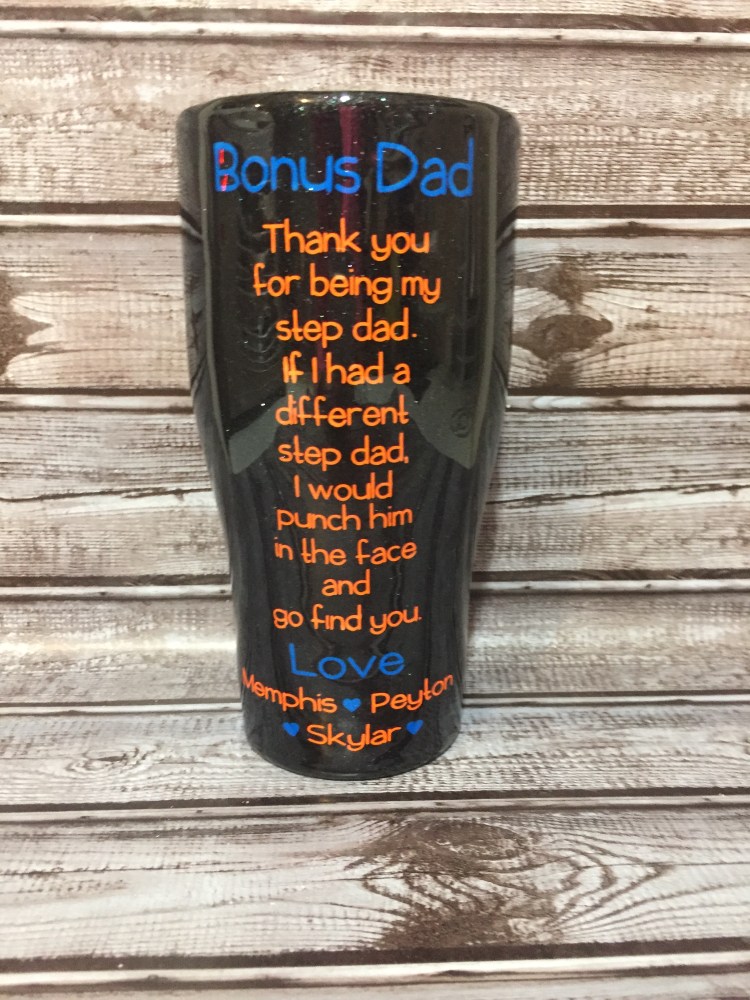 Bonus Dad
Thank you
for being my
step dad.
If I had a
different
step dad,
I would
punch him
in the face
and
go find you.
Love
Memphis 💙 Peyton
💙 Skylar 💙